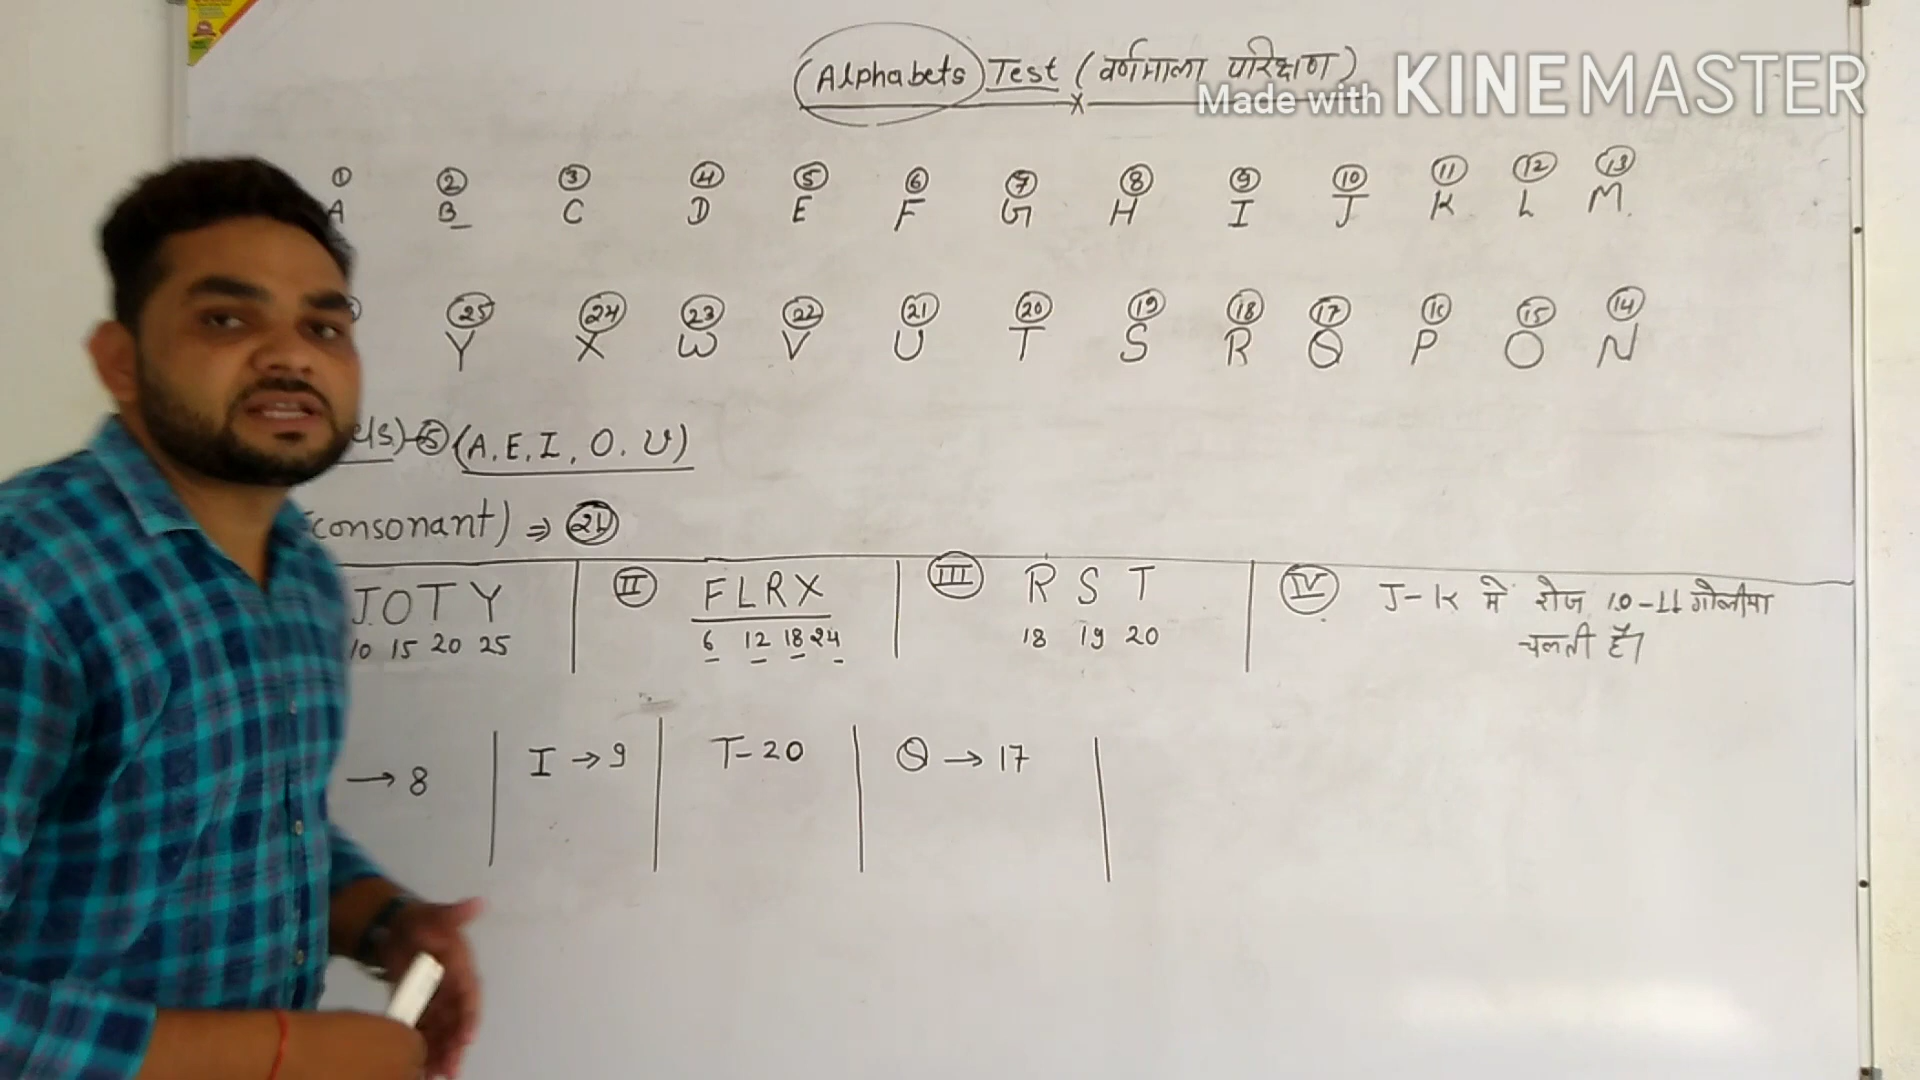 Alphabets Test (वर्णमाला परिक्षण)
Made with KINEMASTER
1 2 3 4 5 6 7 8 9 10 11 12 13
A B C D E F G H I J K L M
25 24 23 22 21 20 19 18 17 16 15 14
Y X W V U T S R Q P O N
els) → 5 (A, E, I, O, U)
(consonant) ⇒ 21
JOTY II FLRX III R S T IV J-K में रोज 10-11 गोलीया
10 15 20 25 6 12 18 24 18 19 20 चलती है।
→ 8 I → 9 T-20 Q → 17